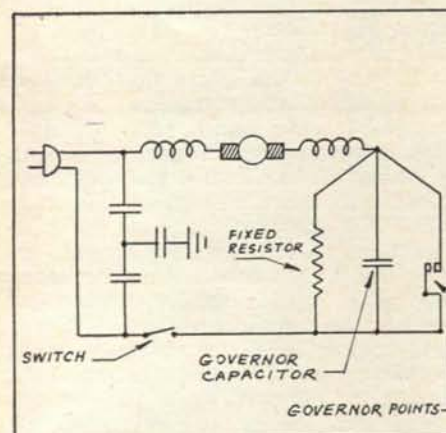 FIXED
RESISTOR
SWITCH
GOVERNOR
CAPACITOR
GOVERNOR POINTS